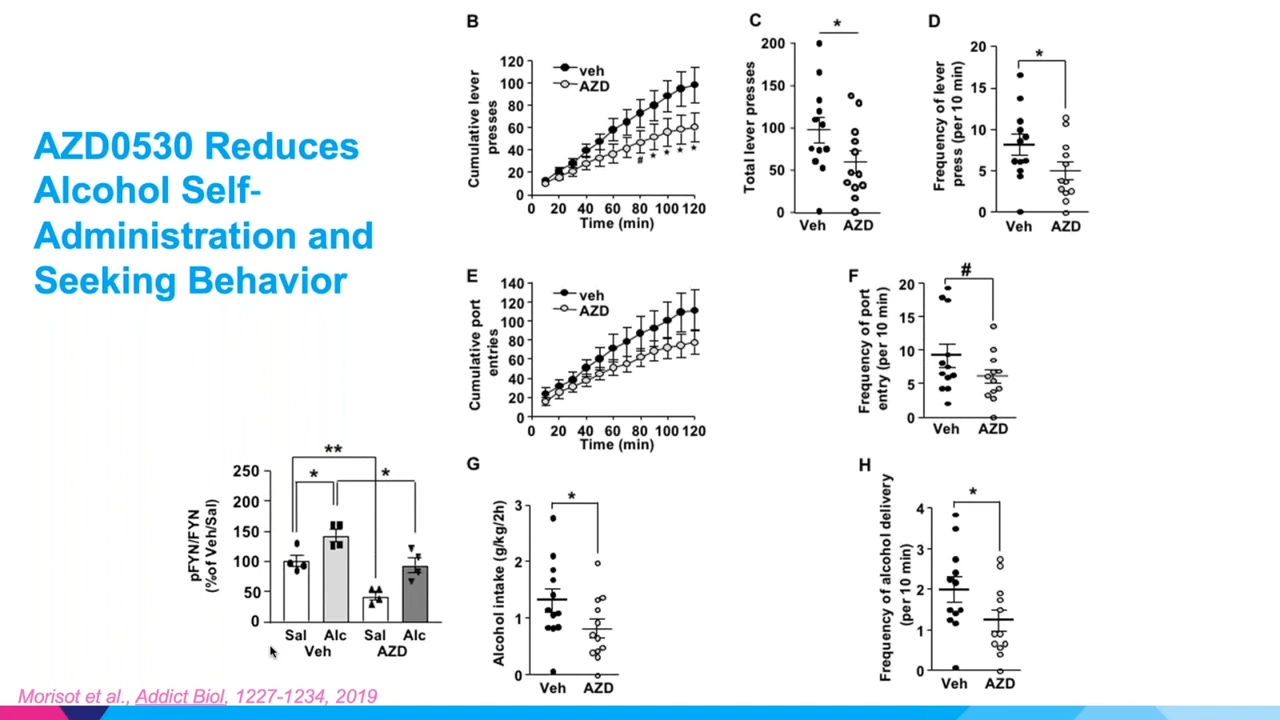 AZD0530 Reduces
Alcohol Self-
Administration and
Seeking Behavior
B
Cumulative lever
presses
120
100
80
60
40
20
0
veh
AZD
#
*
*
*
*
0 20 40 60 80 100 120
Time (min)
C
*
Total lever presses
200
150
100
50
0
Veh AZD
D
*
Frequency of lever
press (per 10 min)
20
15
10
5
0
Veh AZD
E
Cumulative port
entries
140
120
100
80
60
40
20
0
veh
AZD
0 20 40 60 80 100 120
Time (min)
F
#
Frequency of port
entry (per 10 min)
20
15
10
5
0
Veh AZD
pFYN/FYN
(%of Veh/Sal)
250
200
150
100
50
0
**
*
*
Sal Alc Sal Alc
Veh AZD
G
*
Alcohol intake (g/kg/2h)
3
2
1
0
Veh AZD
H
*
Frequency of alcohol delivery
(per 10 min)
4
3
2
1
0
Veh AZD
Morisot et al., Addict Biol, 1227-1234, 2019